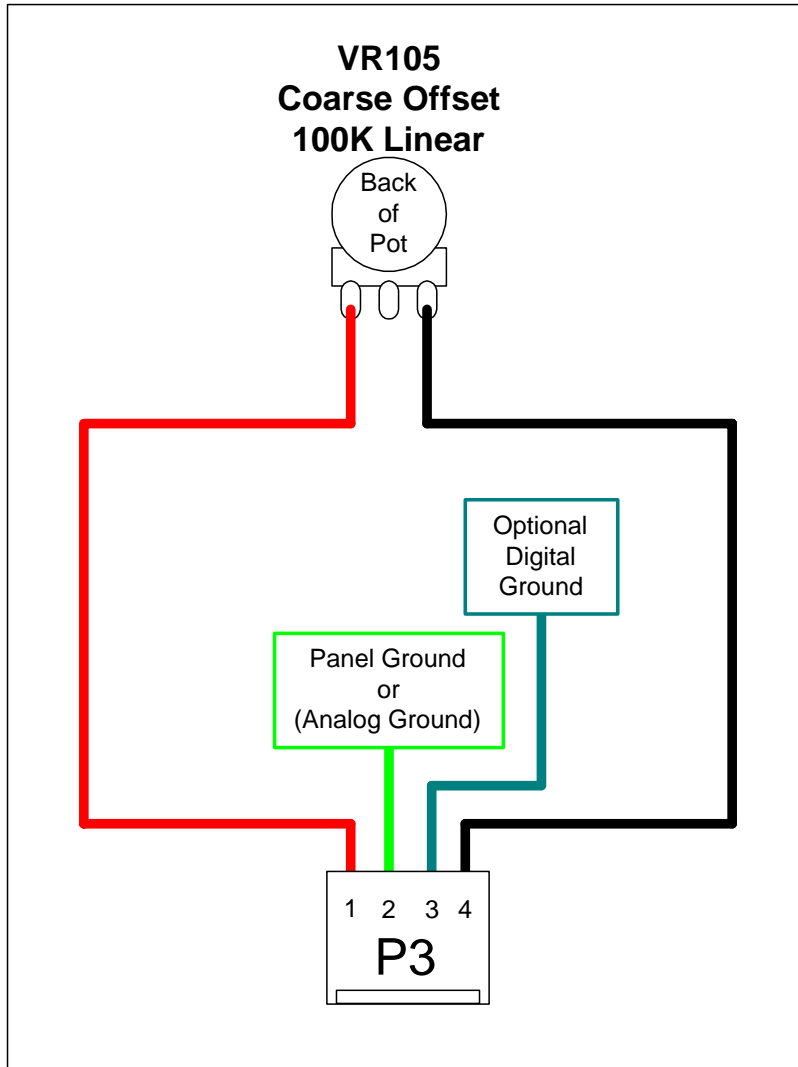 VR105
Coarse Offset
100K Linear
Back
of
Pot
Optional
Digital
Ground
Panel Ground
or
(Analog Ground)
1 2 3 4
P3